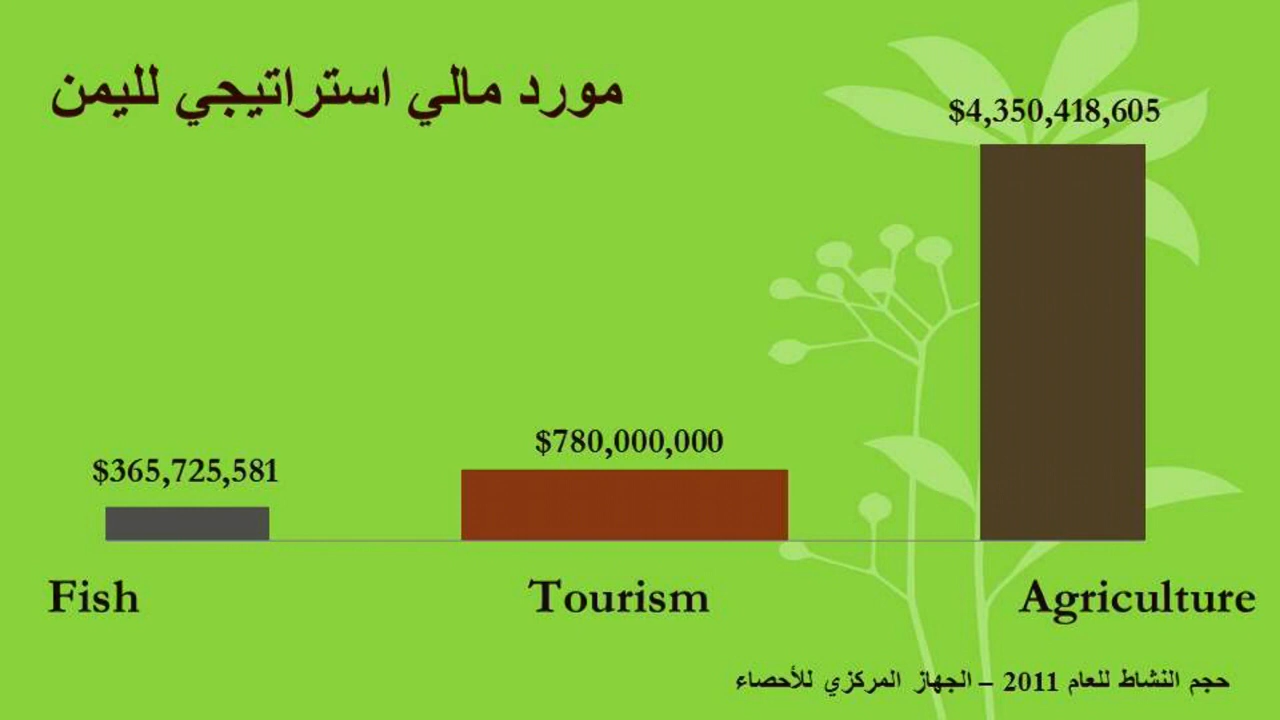 مورد مالي استراتيجي لليمن
$4,350,418,605
$780,000,000
$365,725,581
Fish
Tourism
Agriculture
حجم النشاط للعام 2011 – الجهاز المركزي للأحصاء